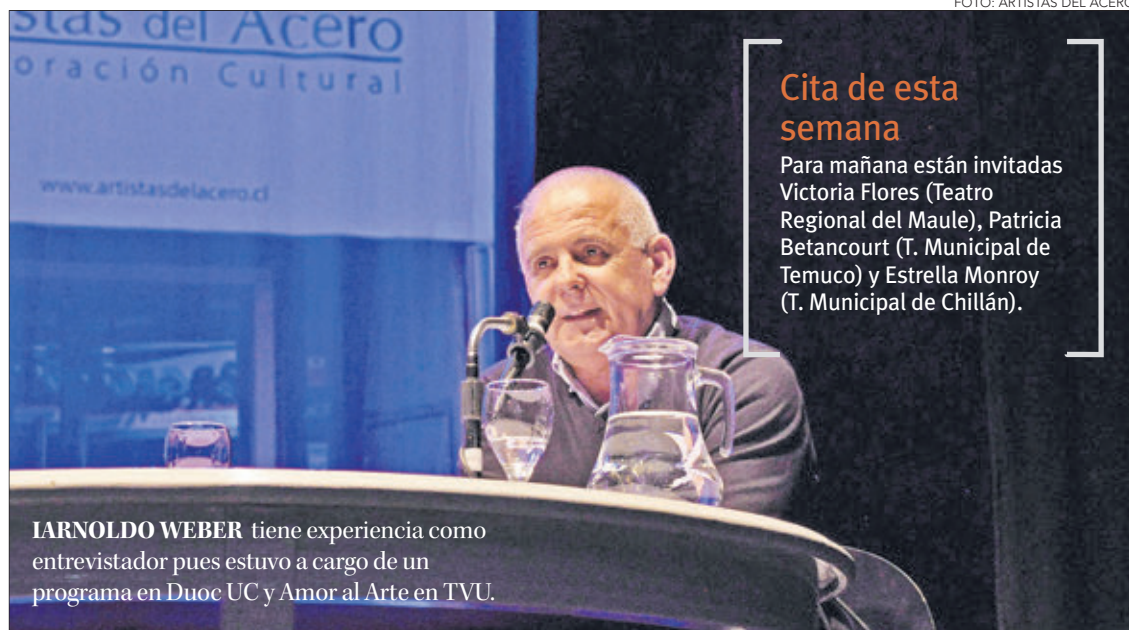 FOTO: ARTISTAS DEL ACERO
stas del Acero
oración Cultural
www.artistasdelacero.cl
Cita de esta
semana
Para mañana están invitadas
Victoria Flores (Teatro
Regional del Maule), Patricia
Betancourt (T. Municipal de
Temuco) y Estrella Monroy
(T. Municipal de Chillán).
IARNOLDO WEBER tiene experiencia como
entrevistador pues estuvo a cargo de un
programa en Duoc UC y Amor al Arte en TVU.